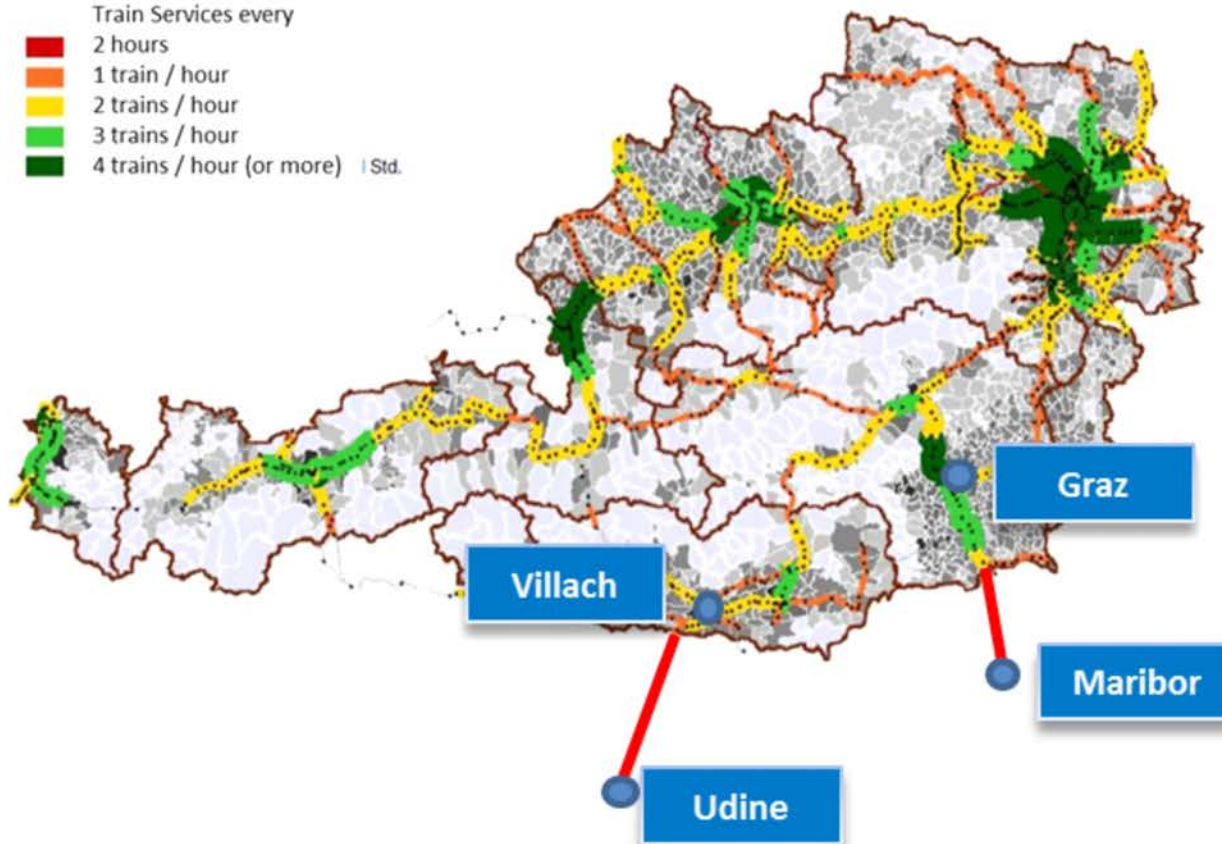 Train Services every
2 hours
1 train / hour
2 trains / hour
3 trains / hour
4 trains / hour (or more) Std.
Graz
Villach
Maribor
Udine